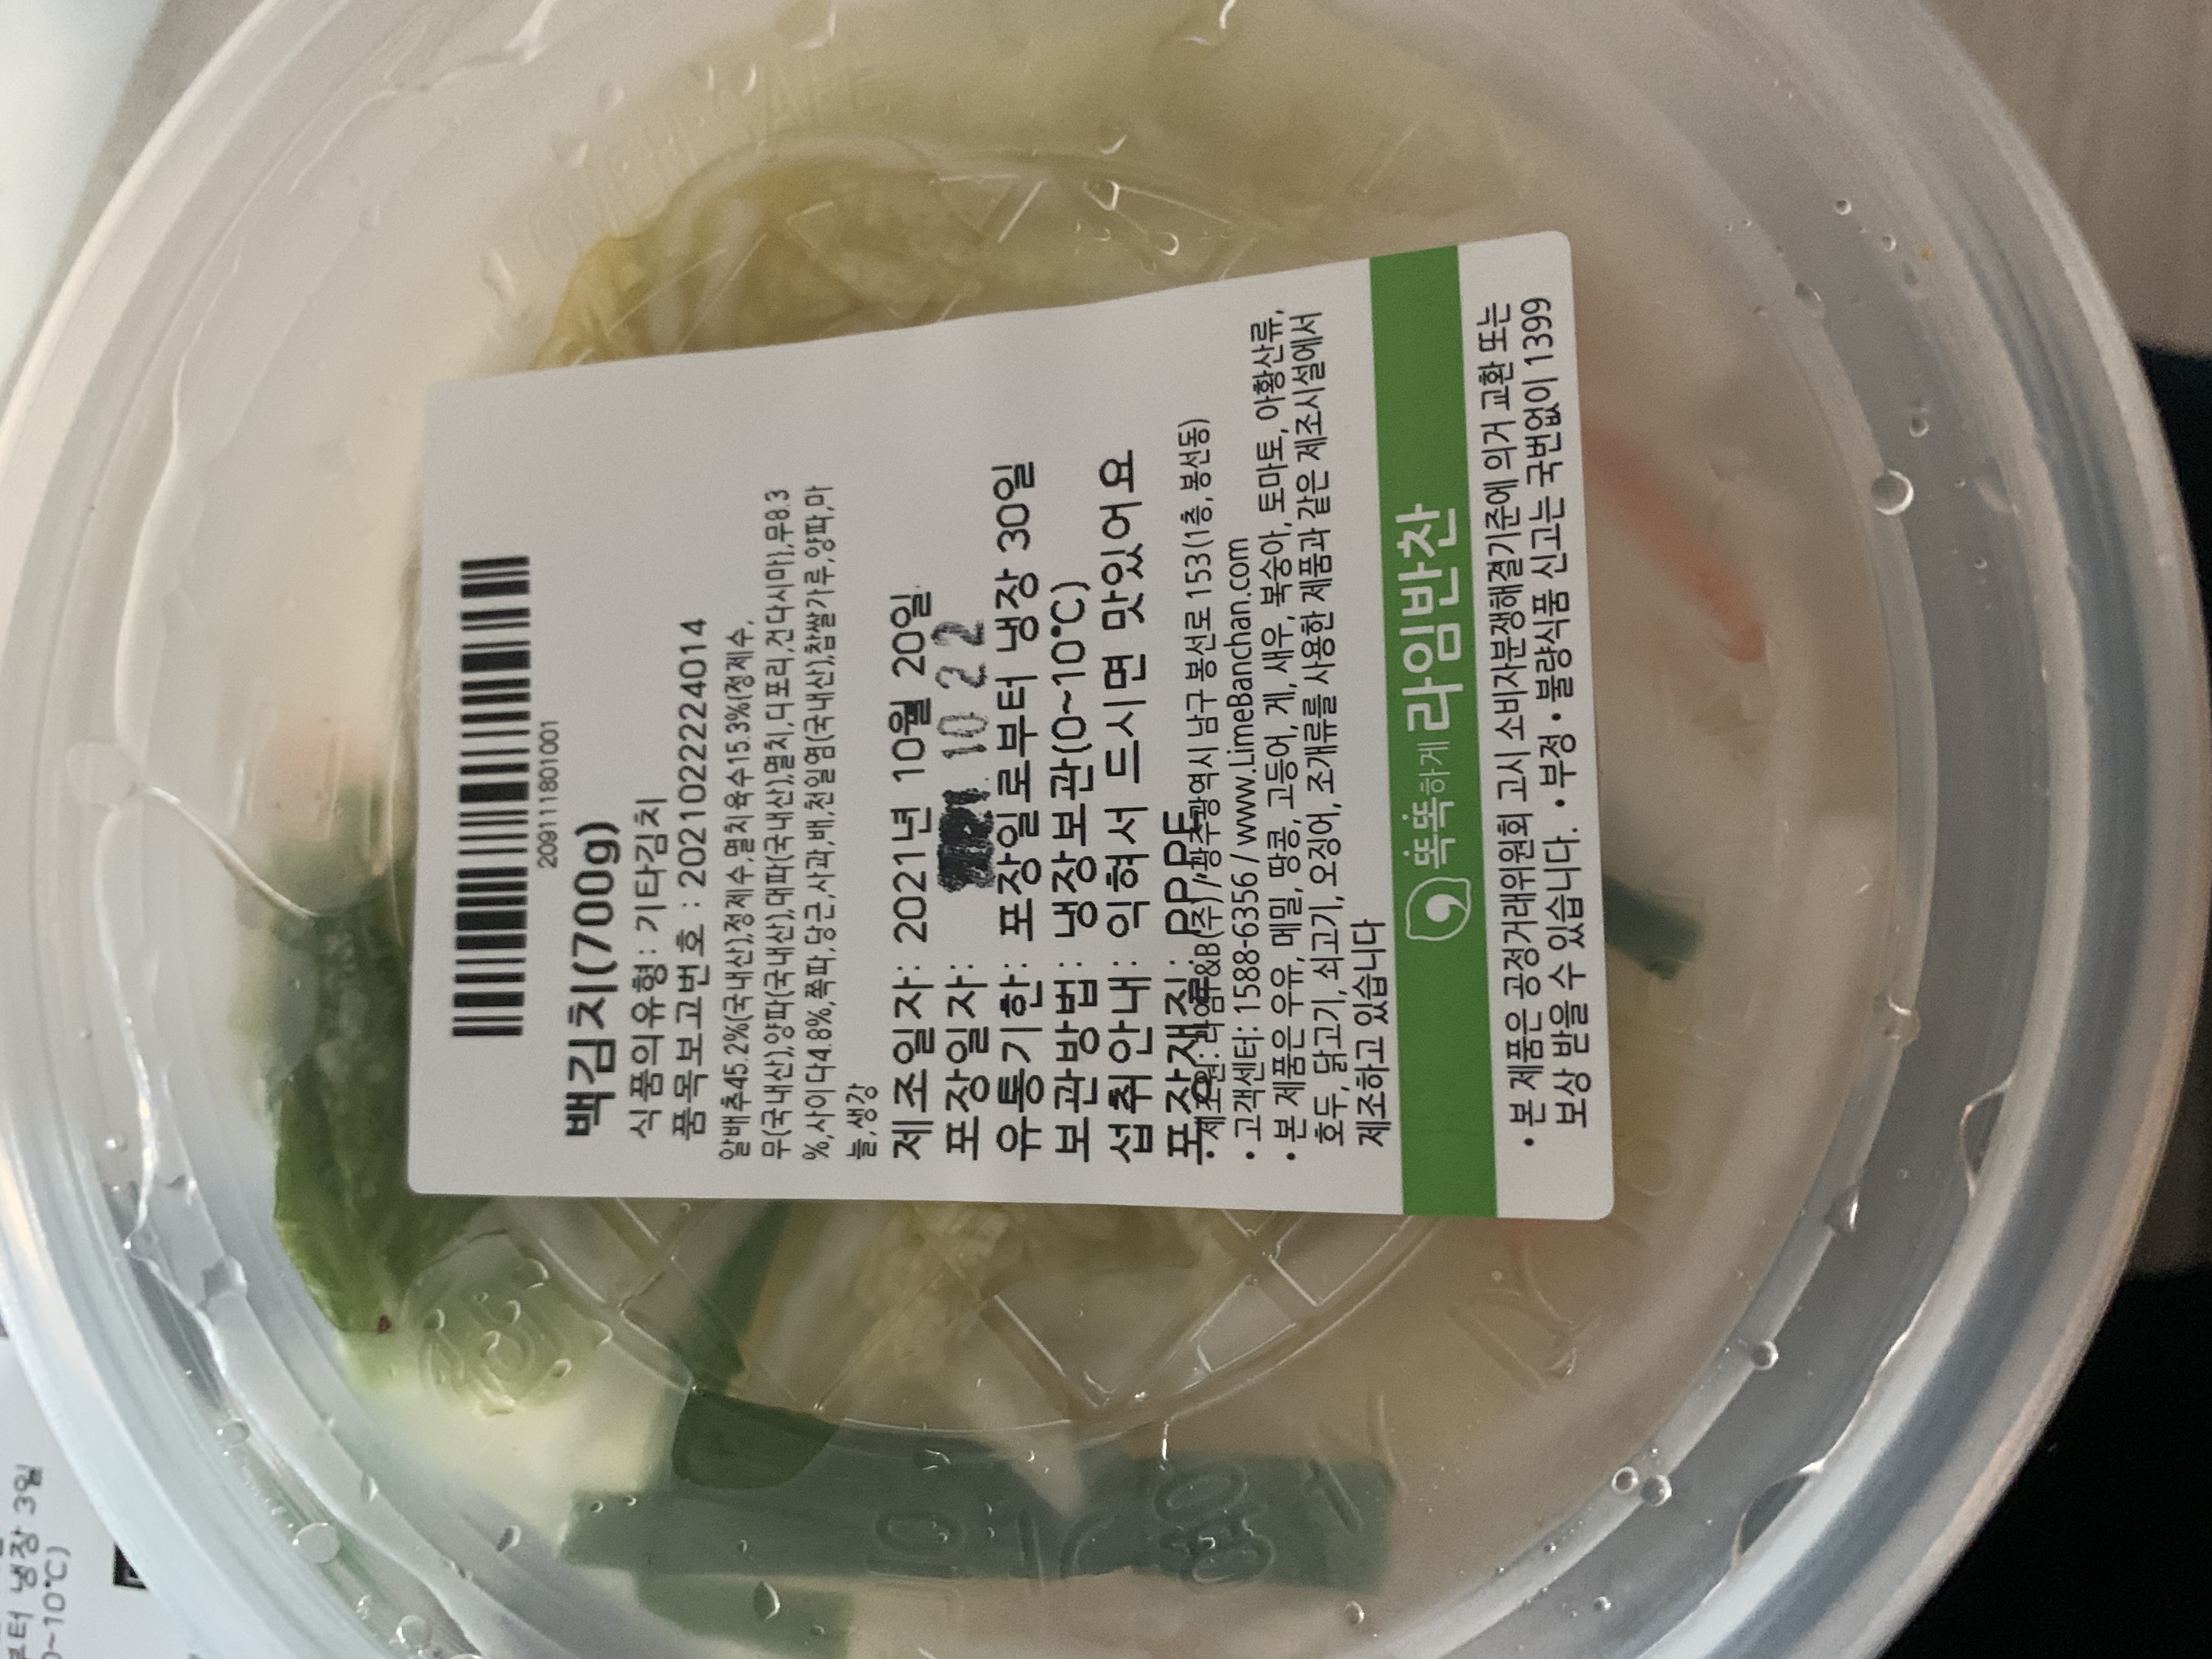 2091118010​01
백김치(700g)
식품의유형 : 기타김치
품목보고번호 : 20210222224014
알배추45.2%(국내산),정제수,멸치육수15.3%(정제수,
무(국내산),양파(국내산),대파(국내산),멸치,디포리,건다시마),무8.3
%,사이다4.8%,쪽파,당근,사과,배,천일염(국내산),찹쌀가루,양파,마
늘,생강
제조일자 : 2021년 10월 20일
포장일자 : 10 22
유통기한 : 포장일로부터 냉장 30일
보관방법 : 냉장보관(0~10℃)
섭취안내 : 익혀서 드시면 맛있어요
포장재질 : PP,PE
• 제조원: 라임F&B(주) / 광주광역시 남구 봉선로 153(1층, 봉선동)
• 고객센터: 1588-6356 / www.LimeBanchan.com
• 본 제품은 우유, 메밀, 땅콩, 고등어, 게, 새우, 복숭아, 토마토, 아황산류,
호두, 닭고기, 쇠고기, 오징어, 조개류를 사용한 제품과 같은 제조시설에서
제조하고 있습니다
똑똑하게 라임반찬
• 본 제품은 공정거래위원회 고시 소비자분쟁해결기준에 의거 교환 또는
보상 받을 수 있습니다. • 부정 • 불량식품 신고는 국번없이 1399
부터 냉장 3일
0~10℃)